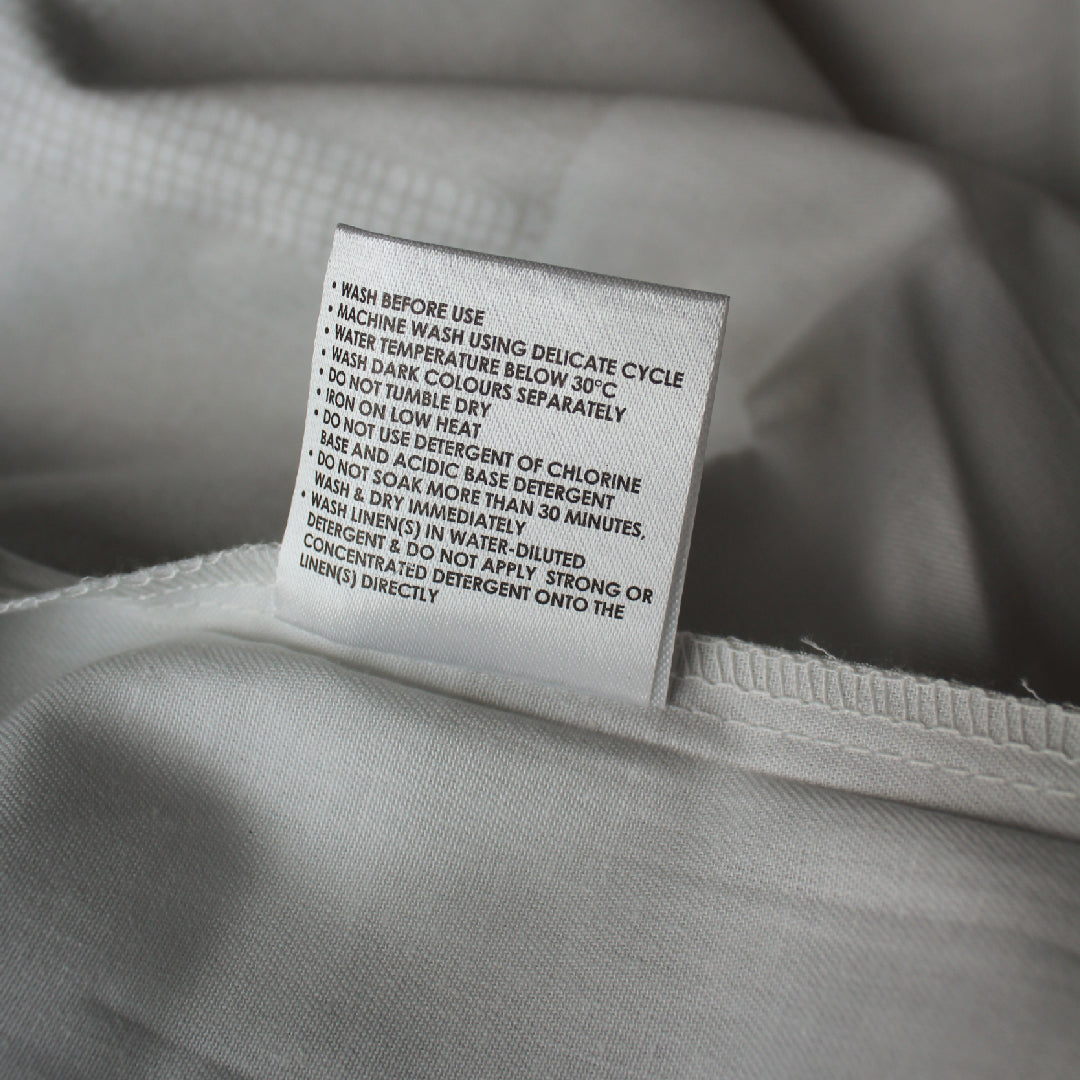 • WASH BEFORE USE
• MACHINE WASH USING DELICATE CYCLE
• WATER TEMPERATURE BELOW 30°C
• WASH DARK COLOURS SEPARATELY
• DO NOT TUMBLE DRY
• IRON ON LOW HEAT
• DO NOT USE DETERGENT OF CHLORINE
BASE AND ACIDIC BASE DETERGENT
• DO NOT SOAK MORE THAN 30 MINUTES,
WASH & DRY IMMEDIATELY
• WASH LINEN(S) IN WATER-DILUTED
DETERGENT & DO NOT APPLY STRONG OR
CONCENTRATED DETERGENT ONTO THE
LINEN(S) DIRECTLY